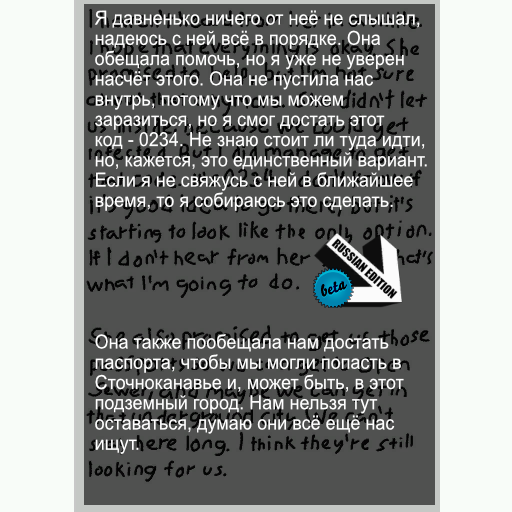 Я давненько ничего от неё не слышал,
надеюсь с ней всё в порядке. Она
обещала помочь, но я уже не уверен
насчёт этого. Она не пустила нас
внутрь, потому что мы можем
заразиться, но я смог достать этот
код - 0234. Не знаю стоит ли туда идти,
но, кажется, это единственный вариант.
Если я не свяжусь с ней в ближайшее
время, то я собираюсь это сделать.
starting to look like the only option.
If I don't hear from her that's
what I'm going to do.
RUSSIAN EDITION
beta
Она также пообещала нам достать
паспорта, чтобы мы могли попасть в
Сточноканавье и, может быть, в этот
подземный город. Нам нельзя тут
оставаться, думаю они всё ещё нас
ищут.
here long. I think they're still
looking for us.